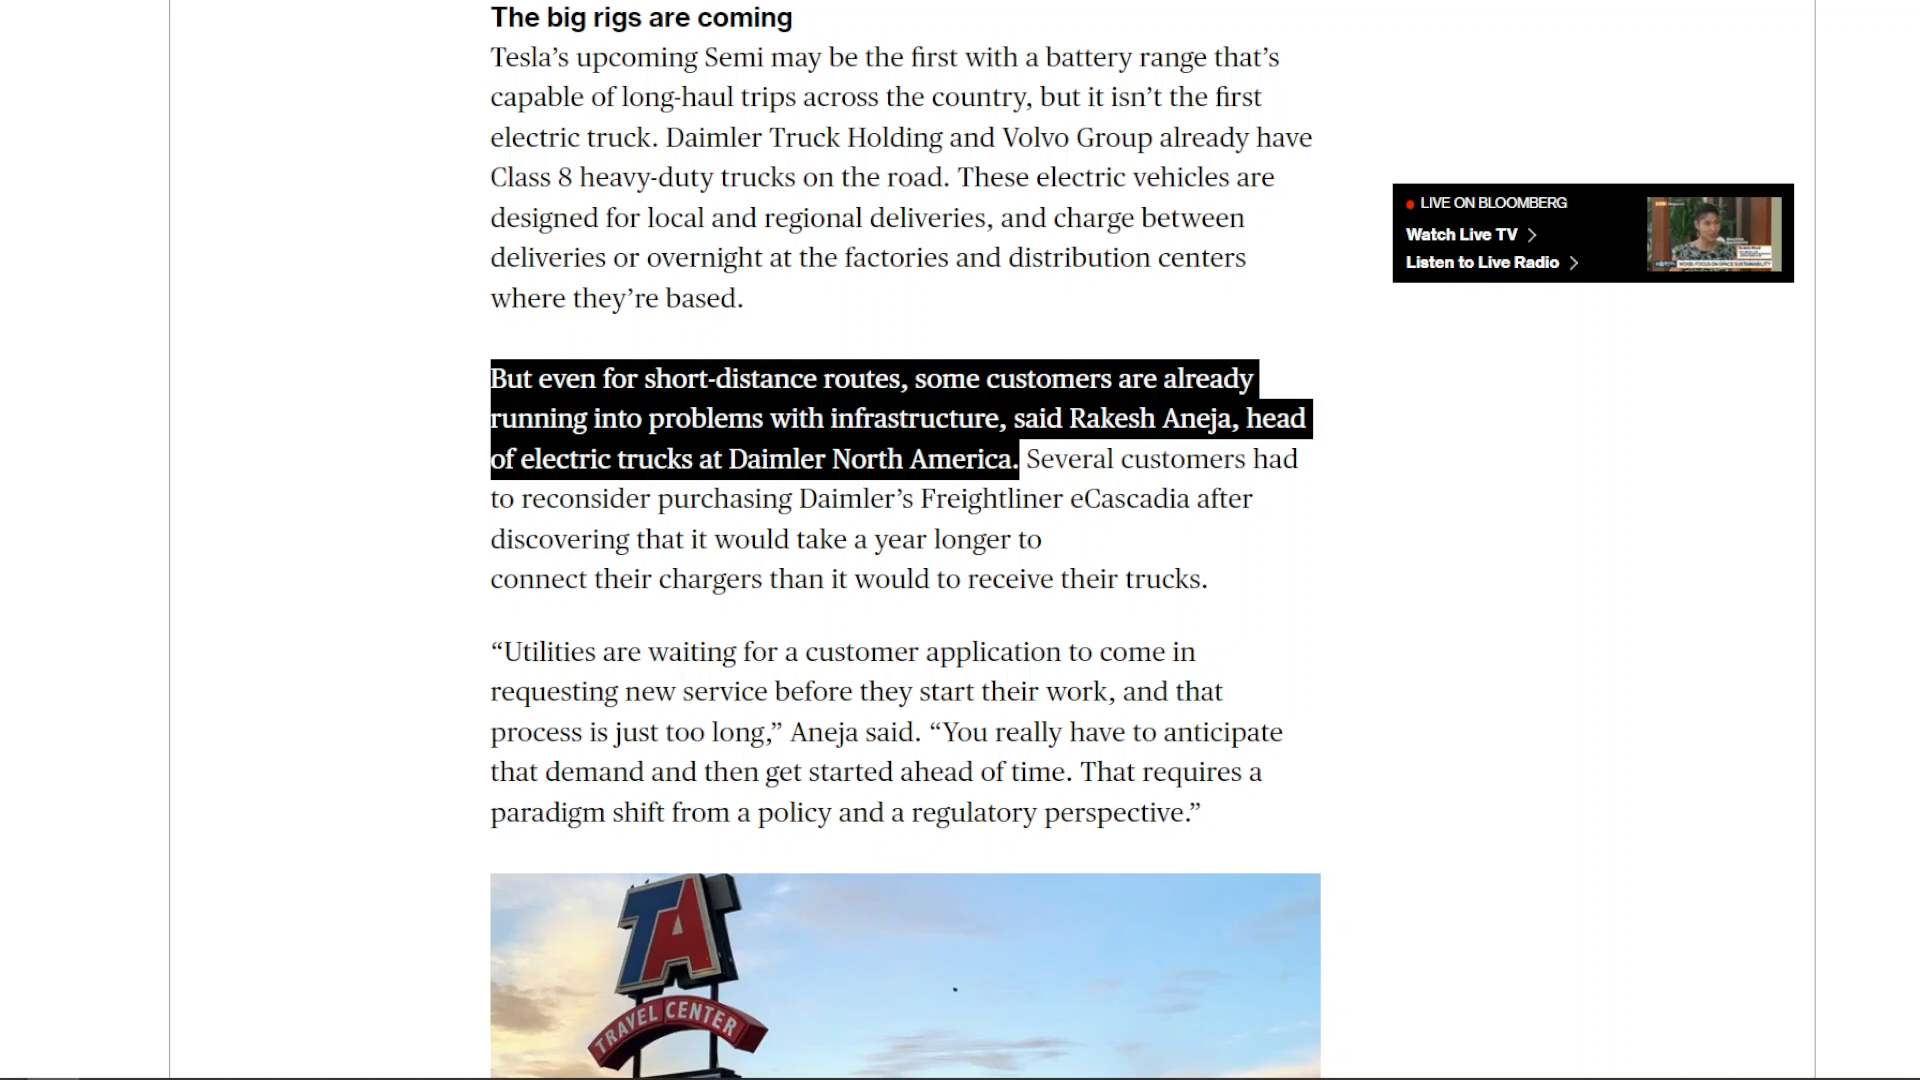 The big rigs are coming
Tesla’s upcoming Semi may be the first with a battery range that’s
capable of long-haul trips across the country, but it isn’t the first
electric truck. Daimler Truck Holding and Volvo Group already have
Class 8 heavy-duty trucks on the road. These electric vehicles are
designed for local and regional deliveries, and charge between
deliveries or overnight at the factories and distribution centers
where they’re based.
But even for short-distance routes, some customers are already
running into problems with infrastructure, said Rakesh Aneja, head
of electric trucks at Daimler North America. Several customers had
to reconsider purchasing Daimler’s Freightliner eCascadia after
discovering that it would take a year longer to
connect their chargers than it would to receive their trucks.
“Utilities are waiting for a customer application to come in
requesting new service before they start their work, and that
process is just too long,” Aneja said. “You really have to anticipate
that demand and then get started ahead of time. That requires a
paradigm shift from a policy and a regulatory perspective.”
TA
TRAVEL CENTER
LIVE ON BLOOMBERG
Watch Live TV
Listen to Live Radio